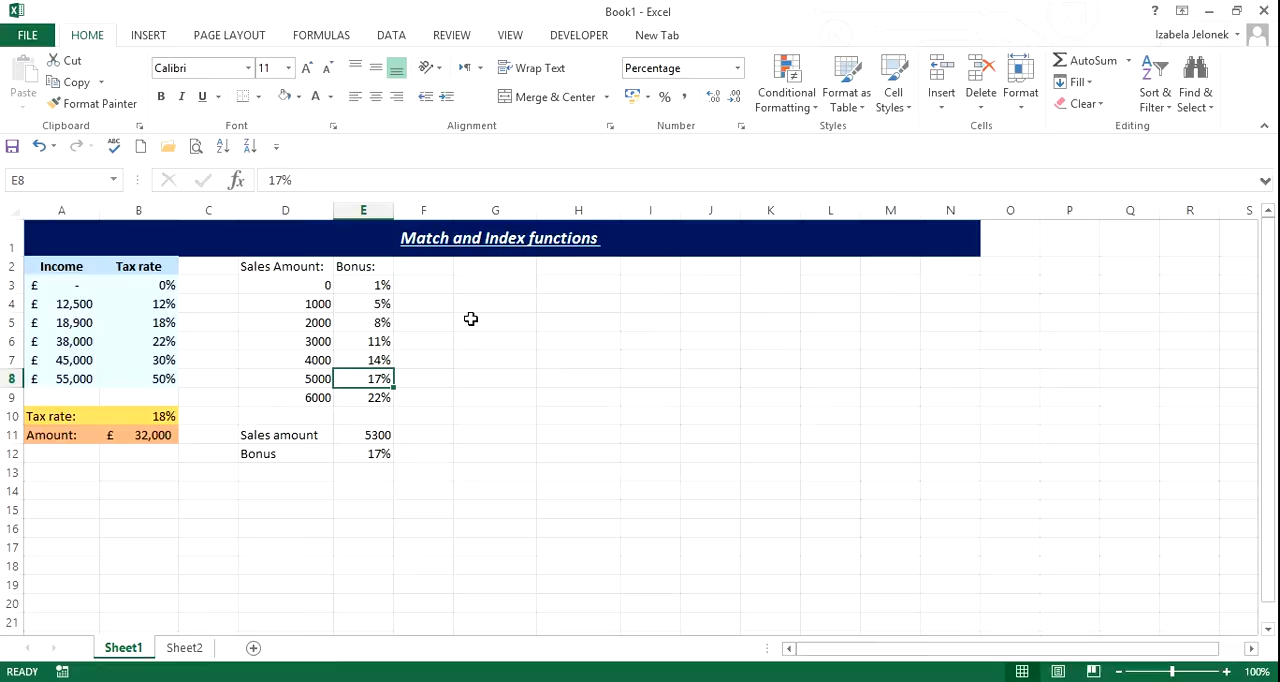 Book1 - Excel
?
FILE HOME INSERT PAGE LAYOUT FORMULAS DATA REVIEW VIEW DEVELOPER New Tab Izabela Jelonek
Paste
Cut
Copy
Format Painter
Clipboard
Calibri 11
B I U A
Font
Wrap Text
Merge & Center
Alignment
Percentage
%
Number
Conditional Formatting
Format as Table
Cell Styles
Styles
Insert Delete Format
Cells
AutoSum
Fill
Clear
Sort & Filter
Find & Select
Editing
E8 fx 17%
A B C D E F G H I J K L M N O P Q R S
1 Match and Index functions
2 Income Tax rate Sales Amount: Bonus:
3 £ - 0% 0 1%
4 £ 12,500 12% 1000 5%
5 £ 18,900 18% 2000 8%
6 £ 38,000 22% 3000 11%
7 £ 45,000 30% 4000 14%
8 £ 55,000 50% 5000 17%
9 6000 22%
10 Tax rate: 18%
11 Amount: £ 32,000 Sales amount 5300
12 Bonus 17%
13
14
15
16
17
18
19
20
21
Sheet1 Sheet2
READY 100%